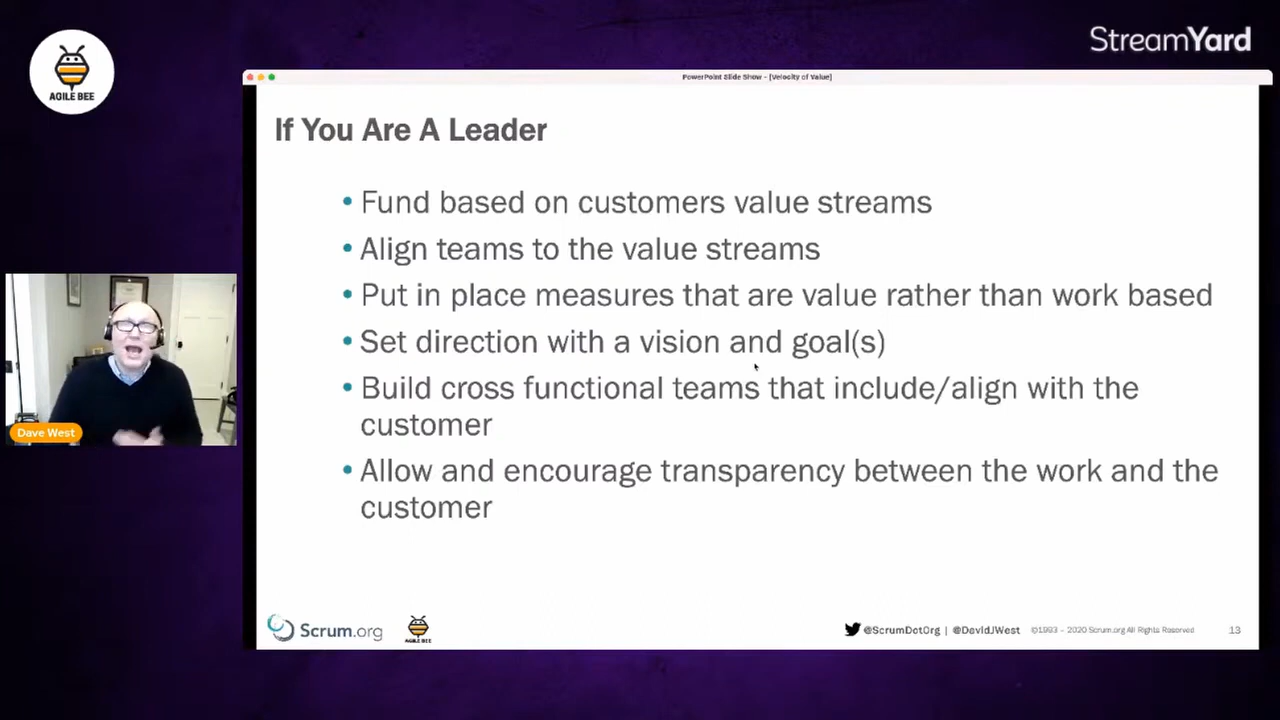 AGILE BEE
StreamYard
PowerPoint Slide Show - [Velocity of Value]
If You Are A Leader
• Fund based on customers value streams
• Align teams to the value streams
• Put in place measures that are value rather than work based
• Set direction with a vision and goal(s)
• Build cross functional teams that include/align with the
customer
• Allow and encourage transparency between the work and the
customer
Dave West
Scrum.org
AGILE BEE
@ScrumDotOrg | @DavidJWest ©1993 – 2020 Scrum.org All Rights Reserved 13